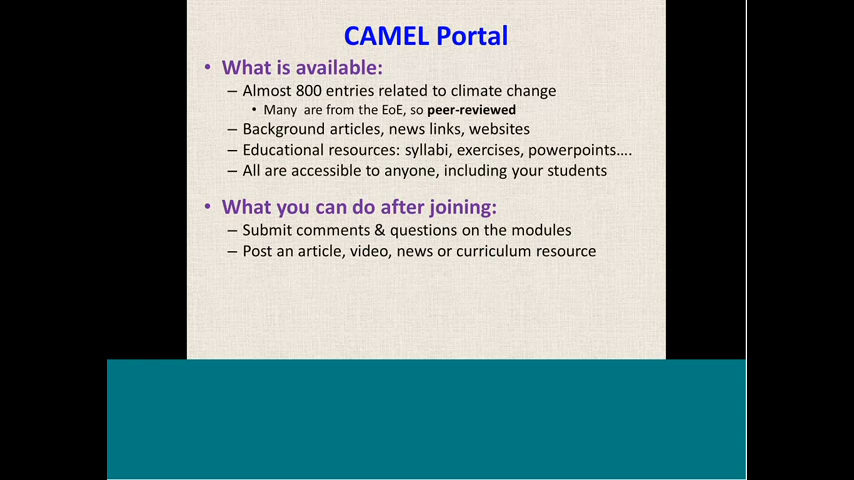 CAMEL Portal
• What is available:
– Almost 800 entries related to climate change
• Many are from the EoE, so peer-reviewed
– Background articles, news links, websites
– Educational resources: syllabi, exercises, powerpoints….
– All are accessible to anyone, including your students
• What you can do after joining:
– Submit comments & questions on the modules
– Post an article, video, news or curriculum resource